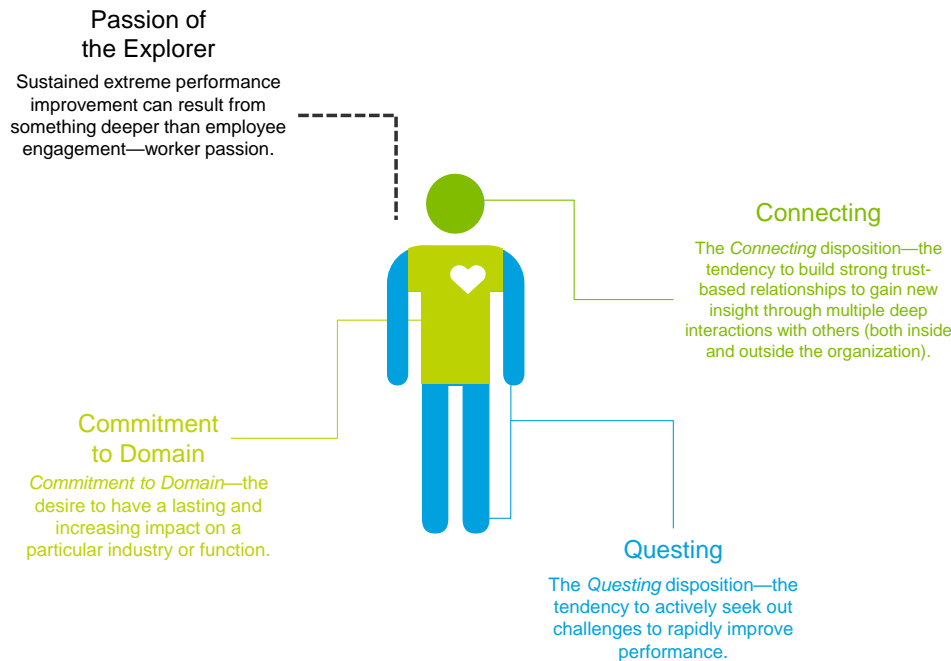 Passion of
the Explorer
Sustained extreme performance
improvement can result from
something deeper than employee
engagement—worker passion.
Connecting
The Connecting disposition—the
tendency to build strong trust-
based relationships to gain new
insight through multiple deep
interactions with others (both inside
and outside the organization).
Commitment
to Domain
Commitment to Domain—the
desire to have a lasting and
increasing impact on a
particular industry or function.
Questing
The Questing disposition—the
tendency to actively seek out
challenges to rapidly improve
performance.